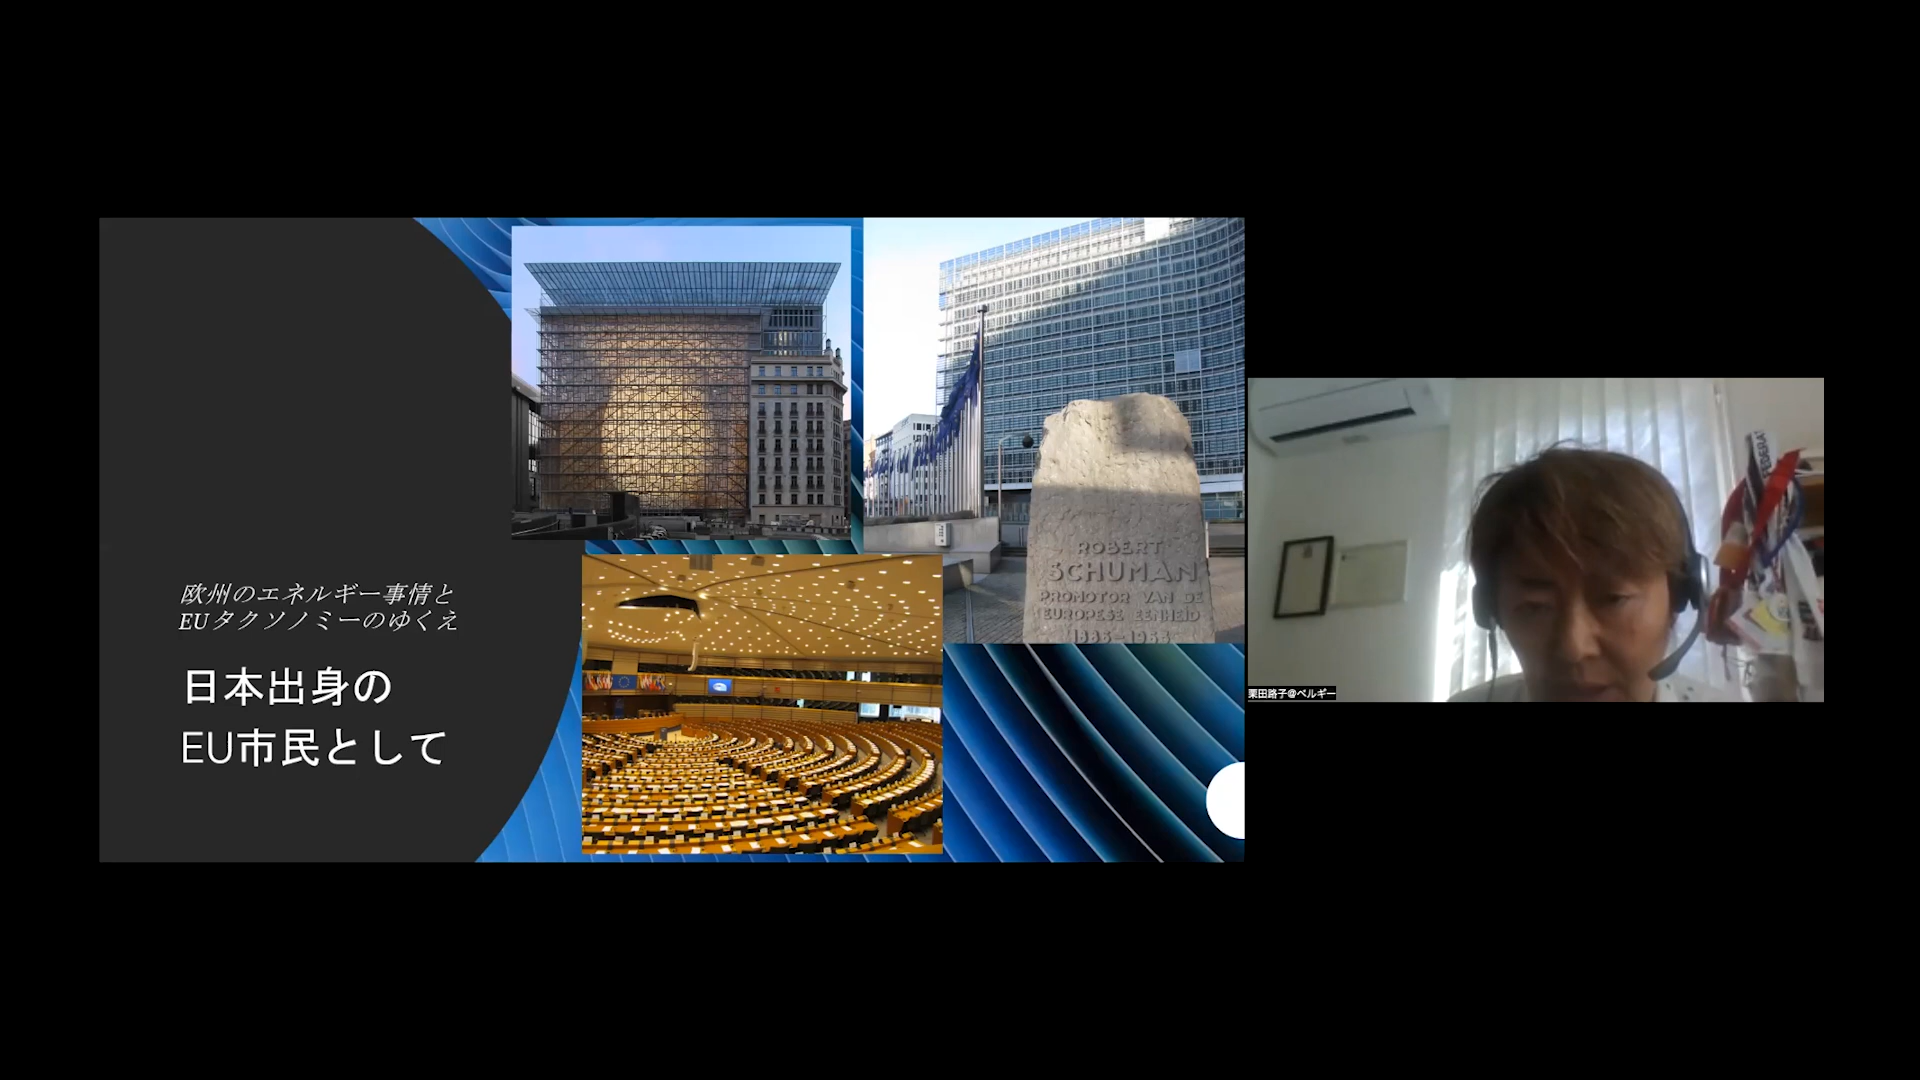 欧州のエネルギー事情と
EUタクソノミーのゆくえ
日本出身の
EU市民として
ROBERT
SCHUMAN
PROMOTOR VAN DE
EUROPESE EENHEID
栗田路子@ベルギー